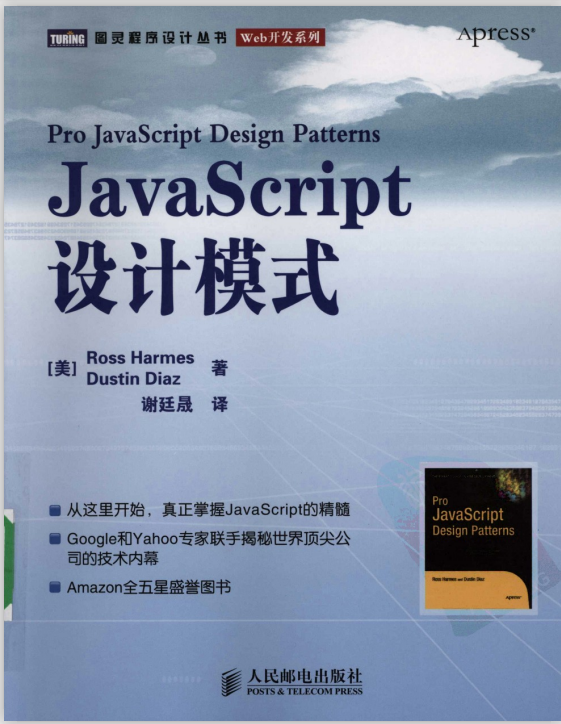 TURING 图灵程序设计丛书 Web开发系列
Apress®
Pro JavaScript Design Patterns
JavaScript
设计模式
[美] Ross Harmes
Dustin Diaz 著
谢廷晟 译
从这里开始，真正掌握JavaScript的精髓
Google和Yahoo专家联手揭秘世界顶尖公
司的技术内幕
Amazon全五星盛誉图书
Pro
JavaScript
Design Patterns
Ross Harmes and Dustin Diaz
Apress®
人民邮电出版社
POSTS & TELECOM PRESS